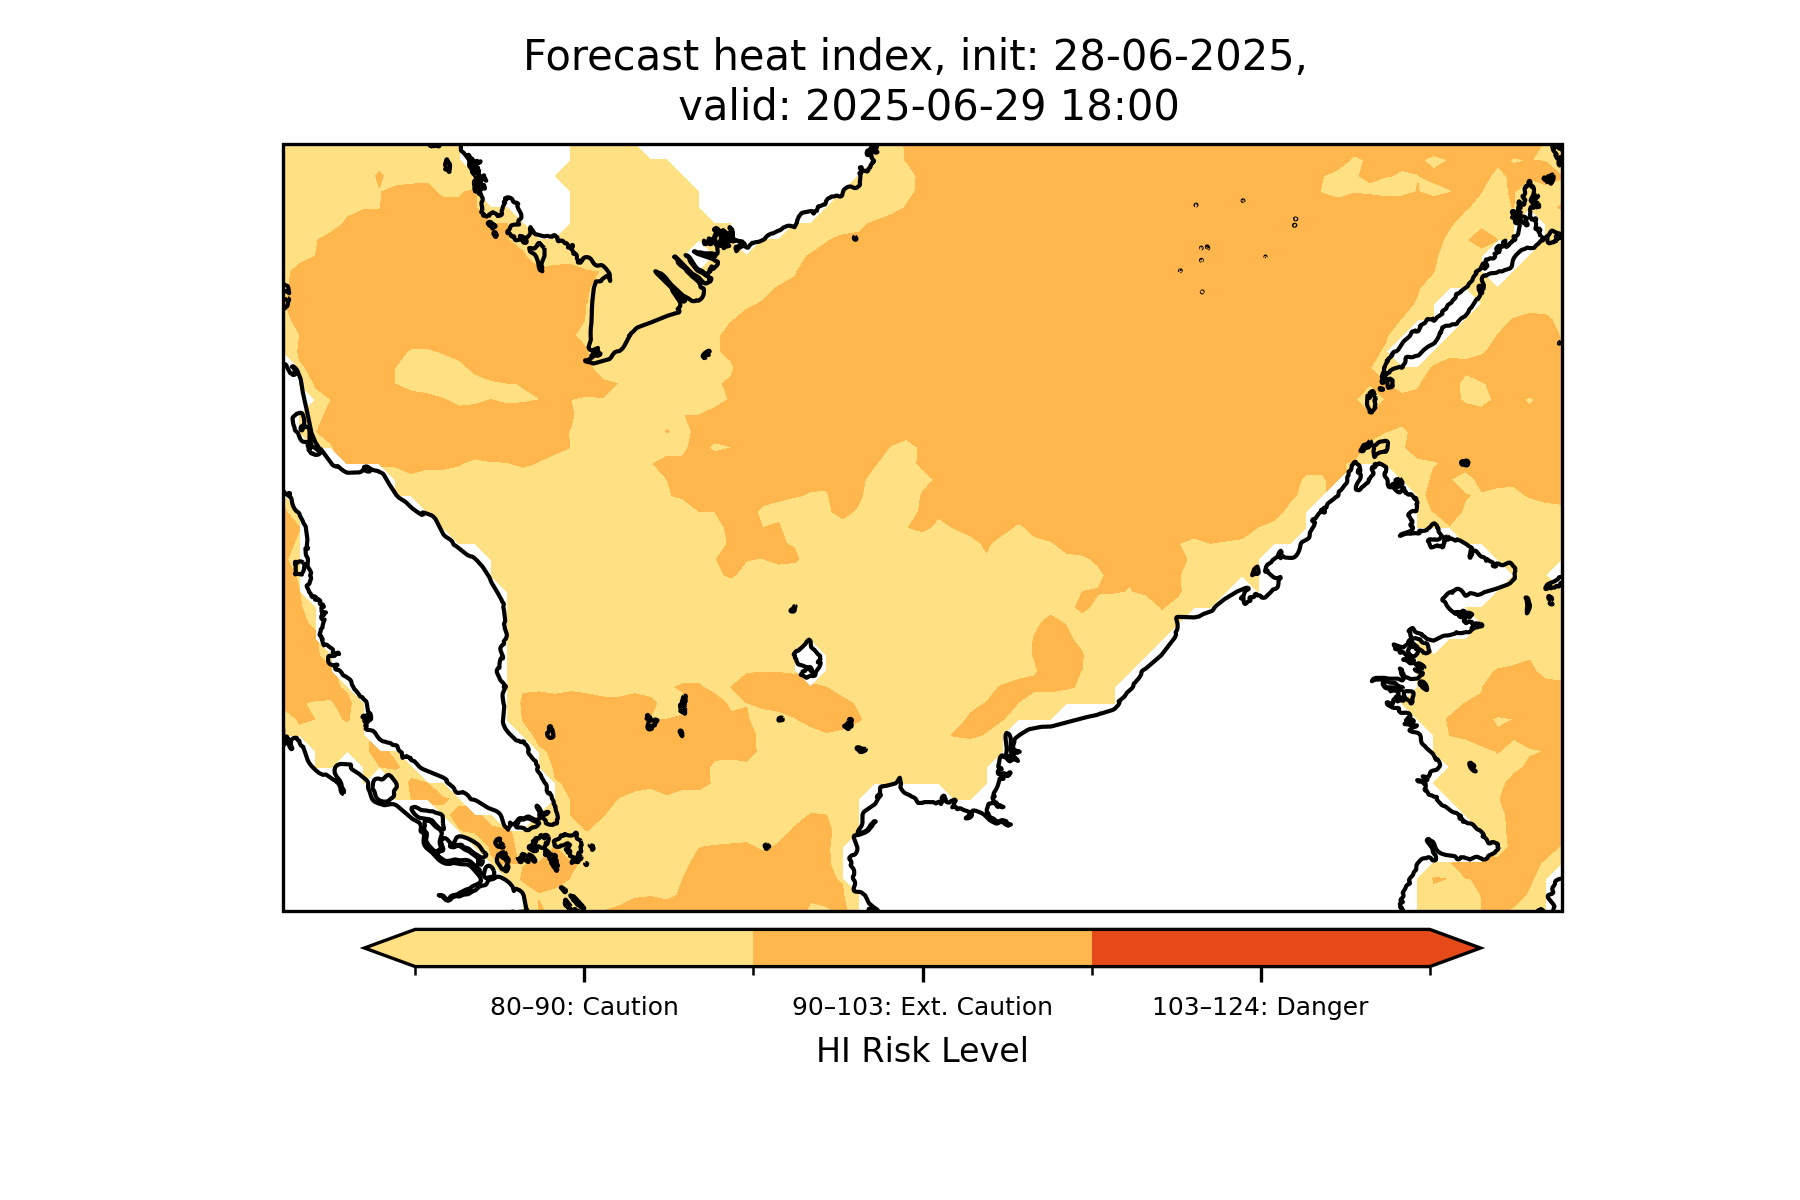 Forecast heat index, init: 28-06-2025,
valid: 2025-06-29 18:00
80–90: Caution
90–103: Ext. Caution
103–124: Danger
HI Risk Level